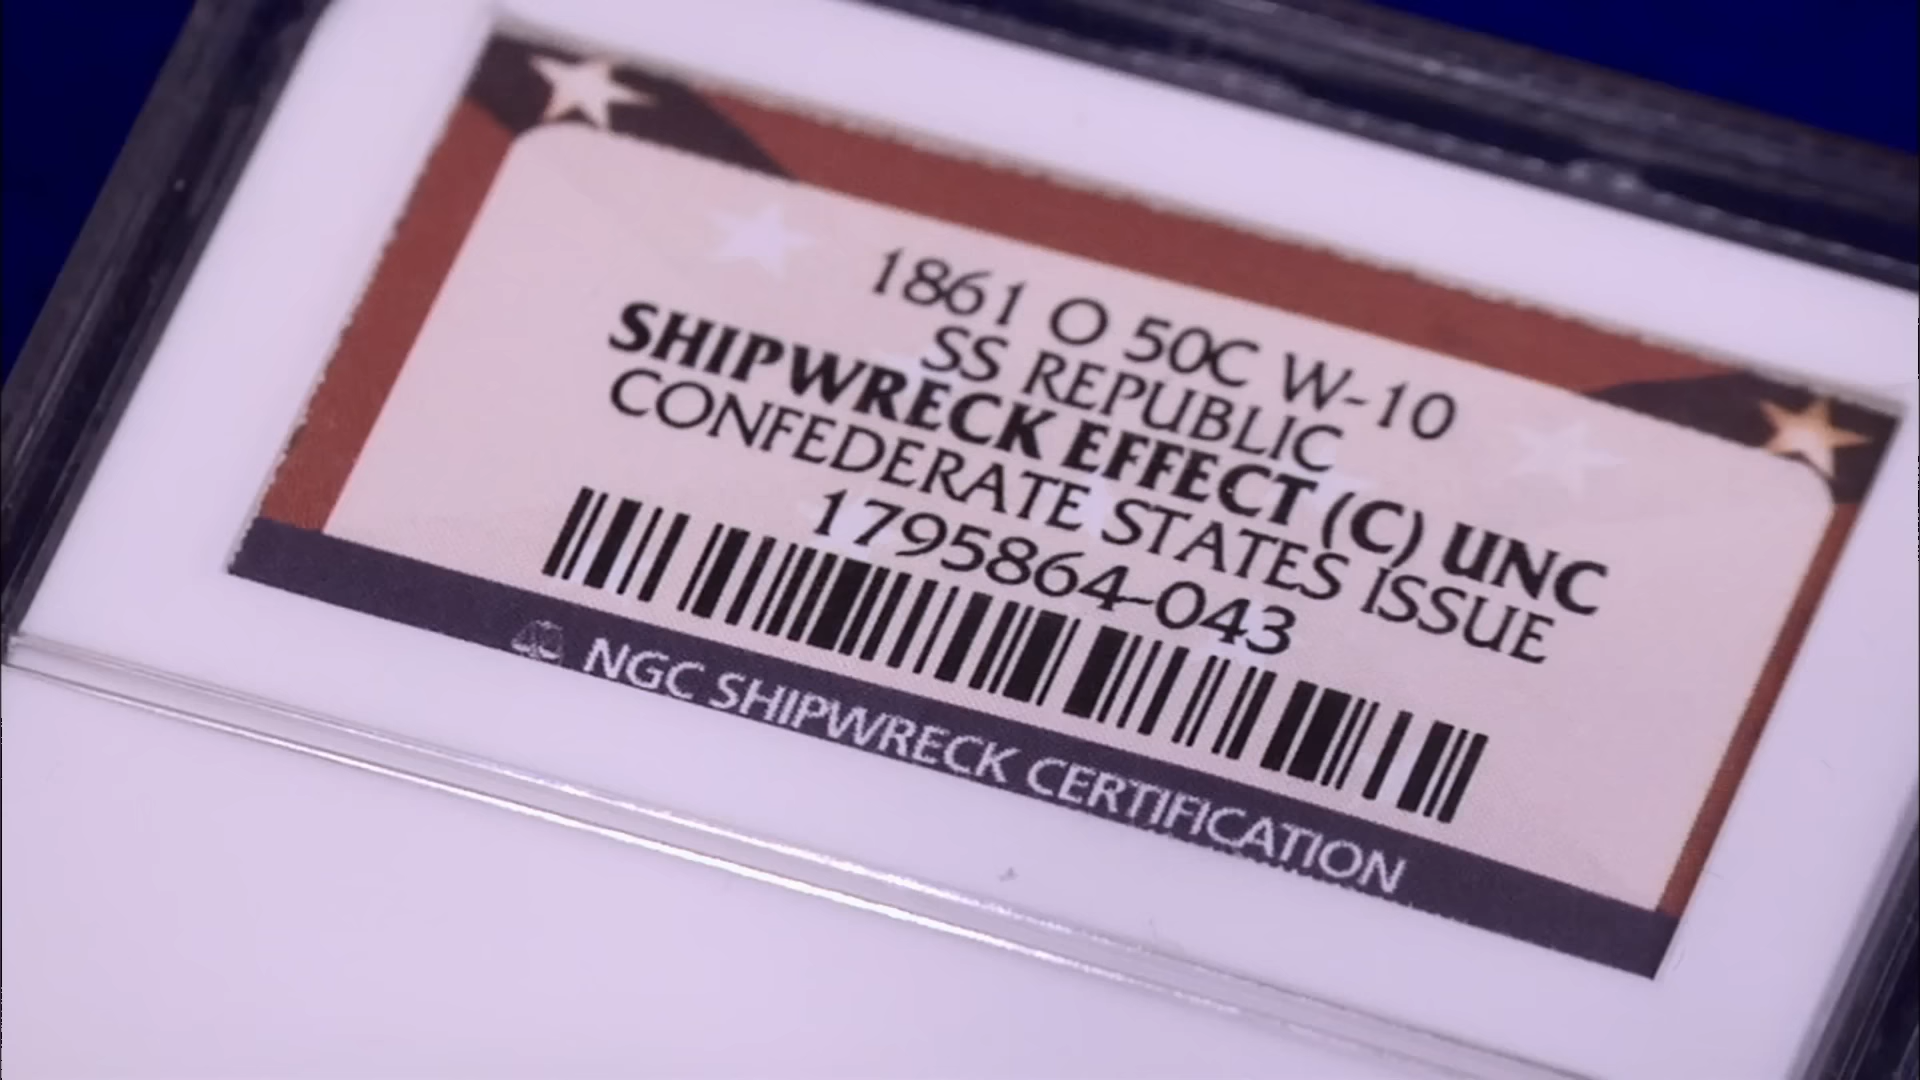 1861 O 50C W-10
SS REPUBLIC
SHIPWRECK EFFECT (C) UNC
CONFEDERATE STATES ISSUE
1795864-043
NGC SHIPWRECK CERTIFICATION